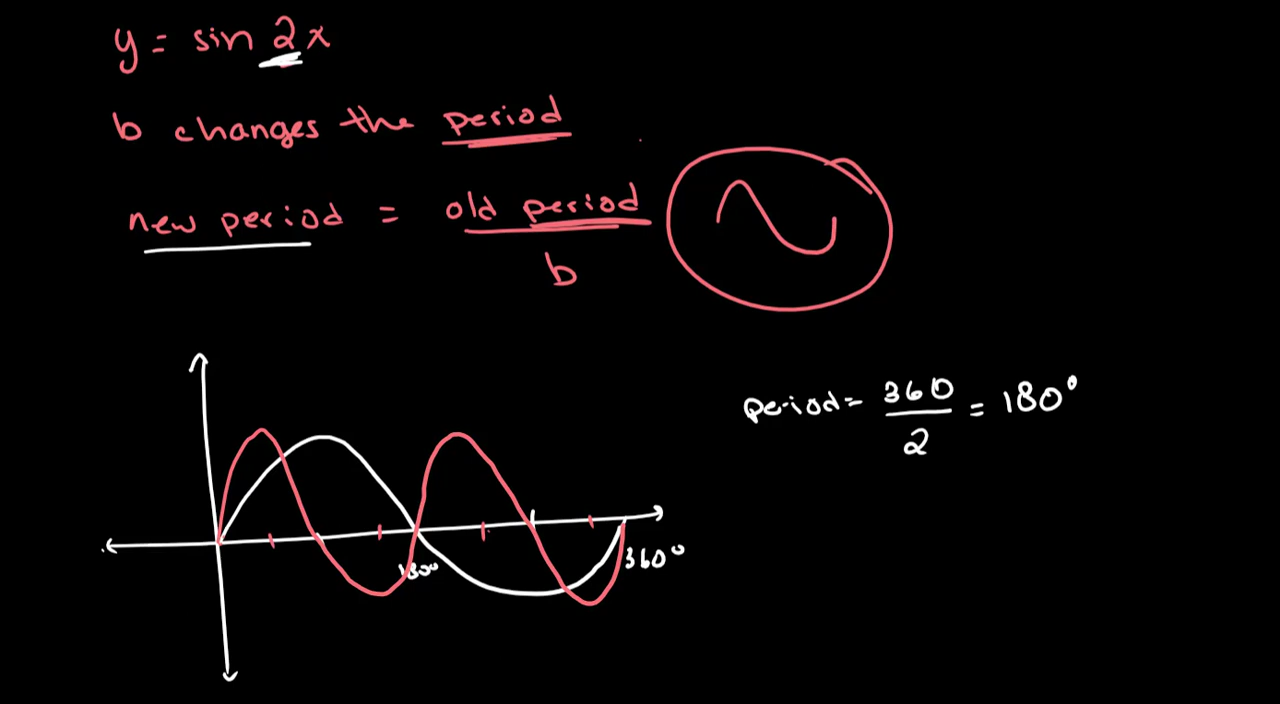 y = sin 2x
b changes the period
new period = old period / b
period = 360 / 2 = 180°
180°
360°